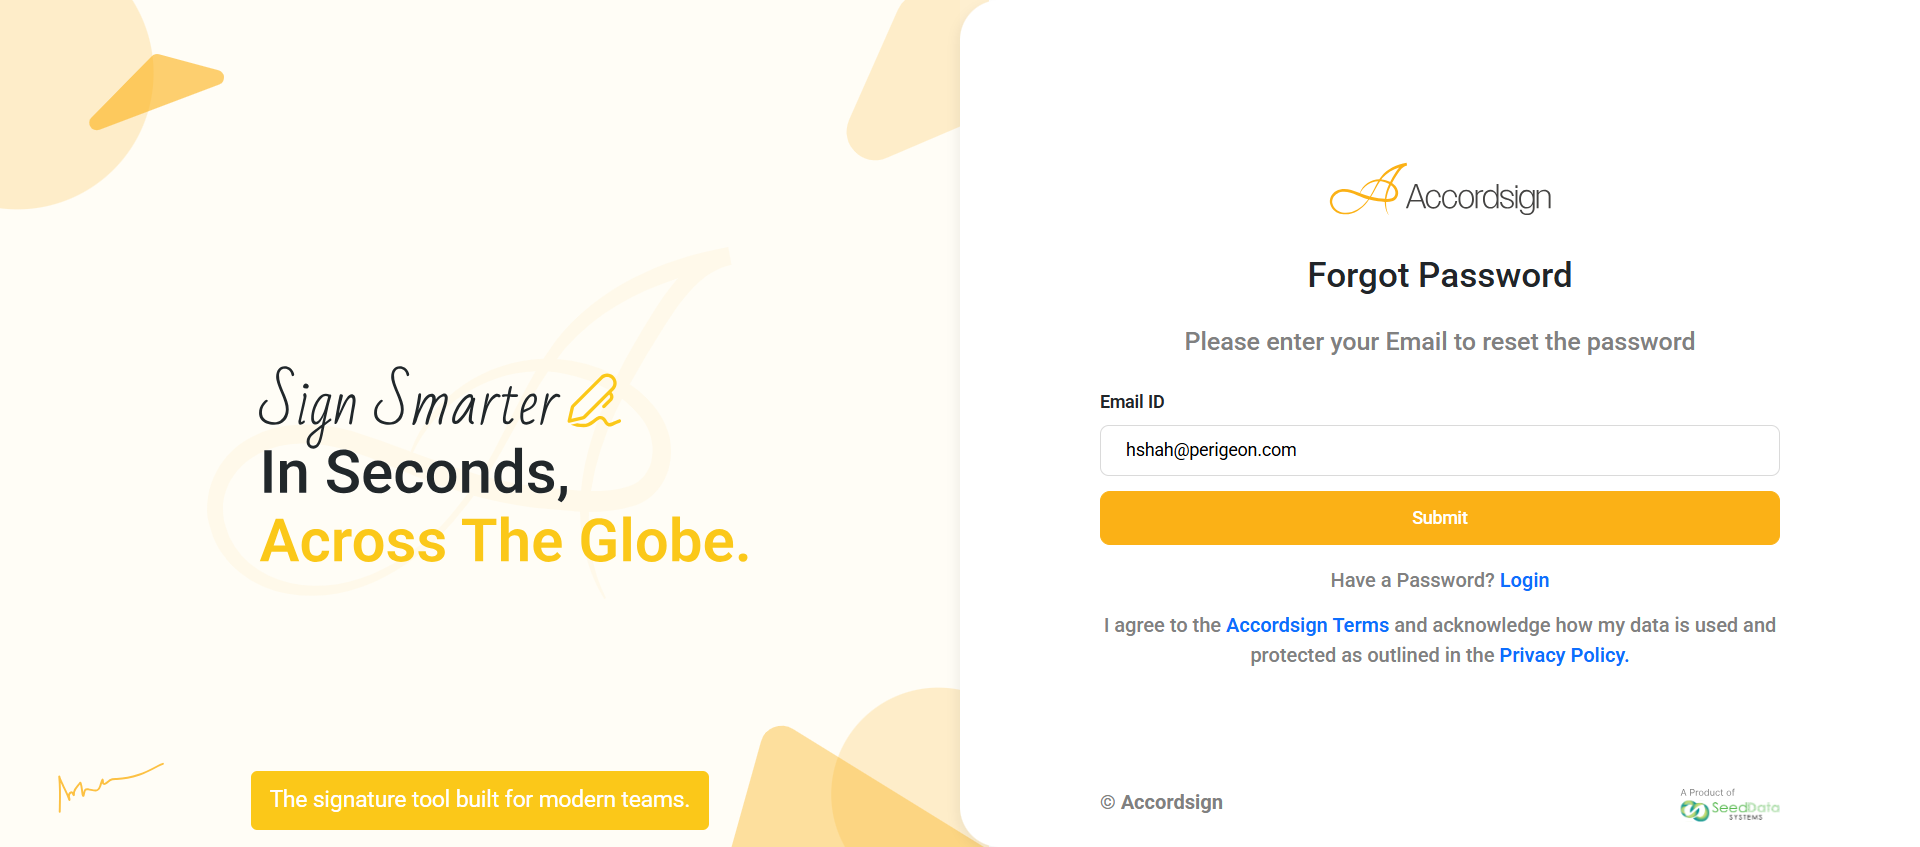 Sign Smarter
In Seconds,
Across The Globe.
The signature tool built for modern teams.
Accordsign
Forgot Password
Please enter your Email to reset the password
Email ID
hshah@perigeon.com
Submit
Have a Password? Login
I agree to the Accordsign Terms and acknowledge how my data is used and
protected as outlined in the Privacy Policy.
© Accordsign
A Product of
SeedData
SYSTEMS